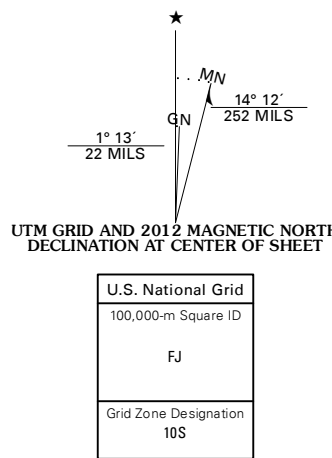 ★
MN
GN
1° 13´
22 MILS
14° 12´
252 MILS
UTM GRID AND 2012 MAGNETIC NORTH
DECLINATION AT CENTER OF SHEET
U.S. National Grid
100,000-m Square ID
FJ
Grid Zone Designation
10S